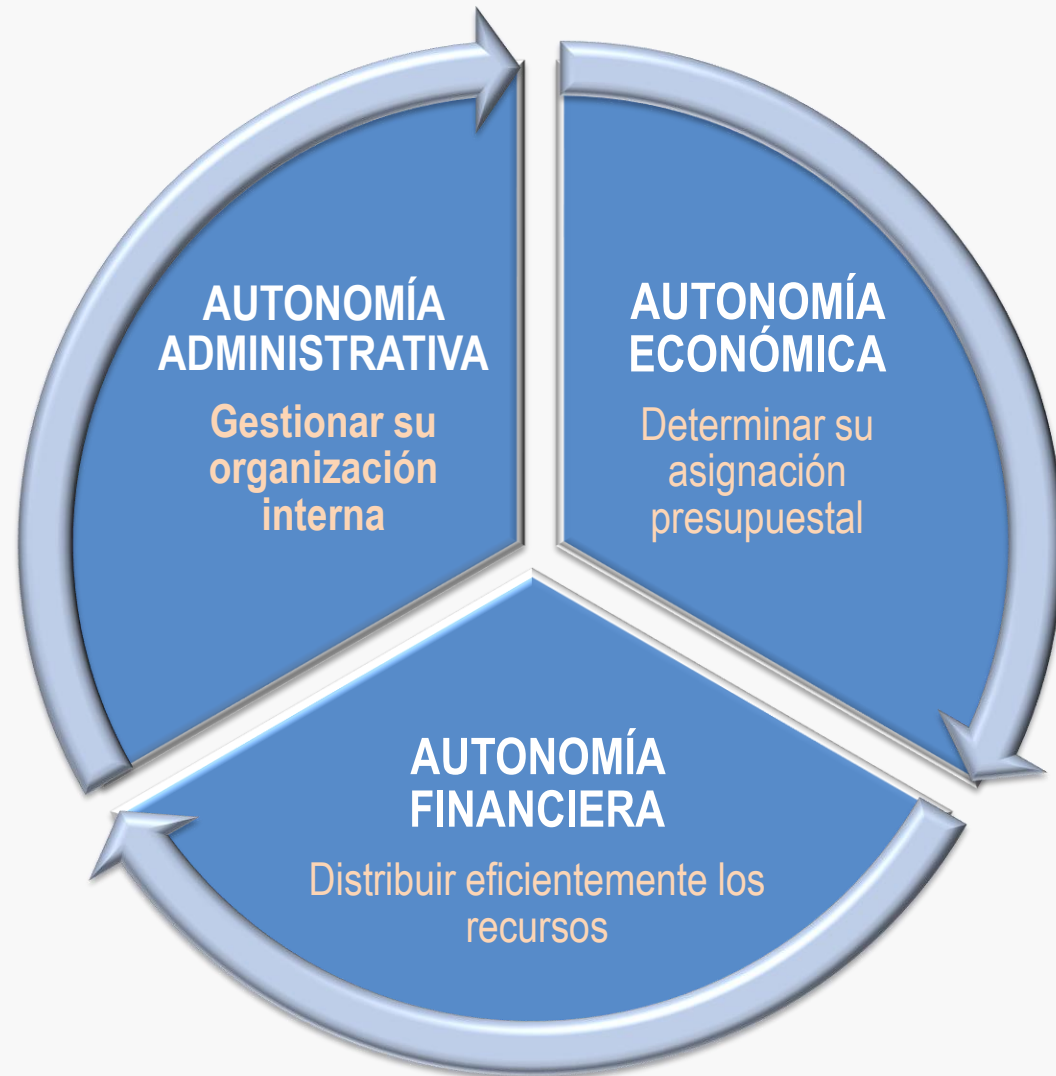 AUTONOMÍA
ADMINISTRATIVA
Gestionar su
organización
interna
AUTONOMÍA
ECONÓMICA
Determinar su
asignación
presupuestal
AUTONOMÍA
FINANCIERA
Distribuir eficientemente los
recursos